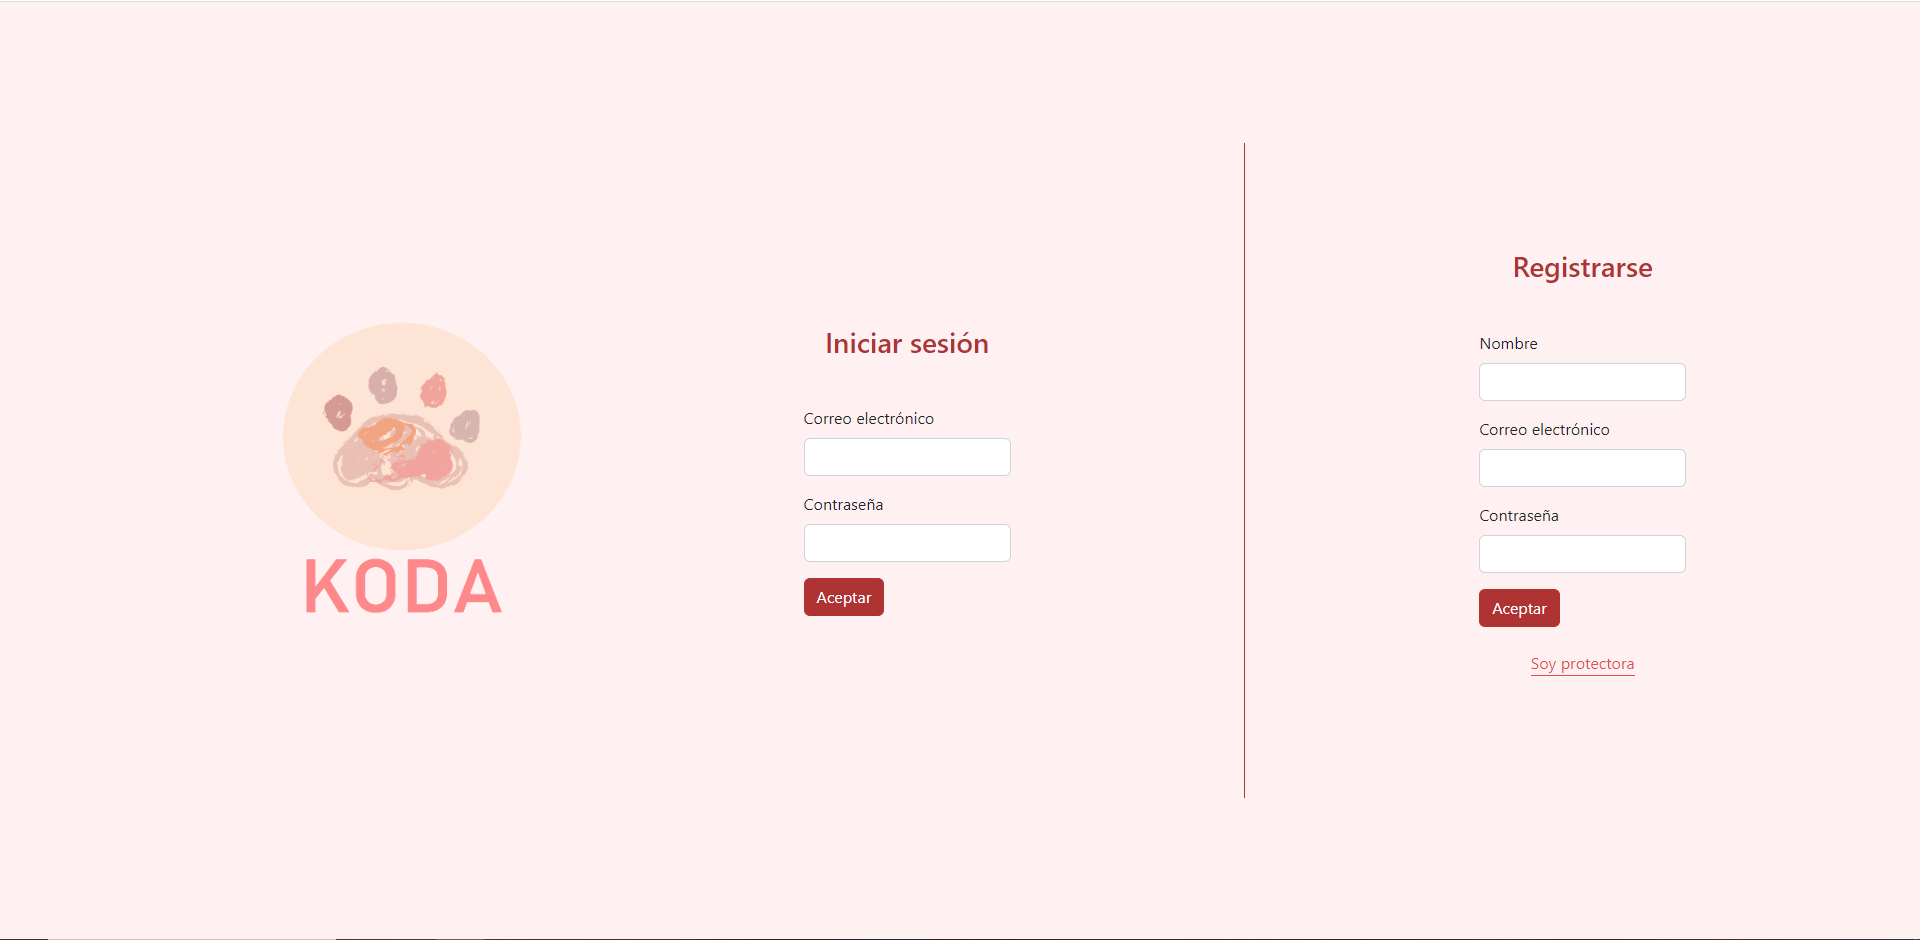 KODA
Iniciar sesión
Correo electrónico
Contraseña
Aceptar
Registrarse
Nombre
Correo electrónico
Contraseña
Aceptar
Soy protectora